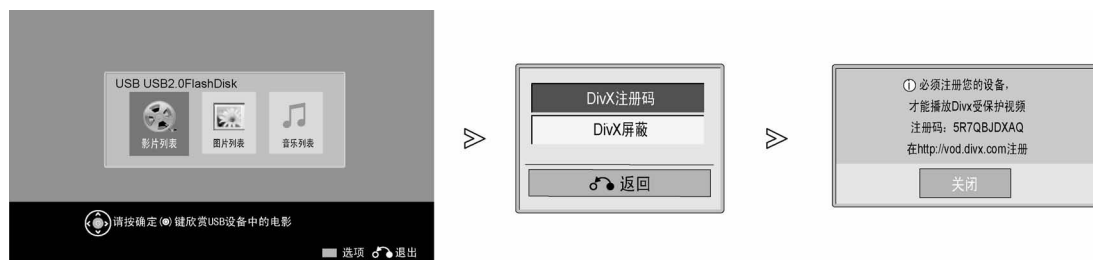 USB USB2.0FlashDisk
影片列表 图片列表 音乐列表
请按确定(◉)键欣赏USB设备中的电影
选项 退出
DivX注册码
DivX屏蔽
返回
ⓘ 必须注册您的设备,
才能播放Divx受保护视频
注册码:5R7QBJDXAQ
在http://vod.divx.com注册
关闭